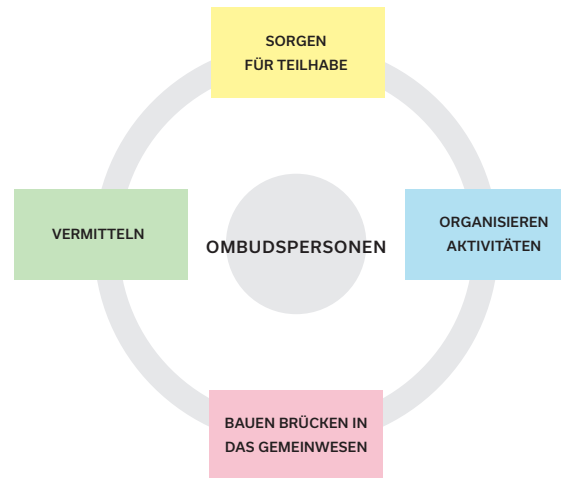 SORGEN
FÜR TEILHABE
VERMITTELN
OMBUDSPERSONEN
ORGANISIEREN
AKTIVITÄTEN
BAUEN BRÜCKEN IN
DAS GEMEINWESEN